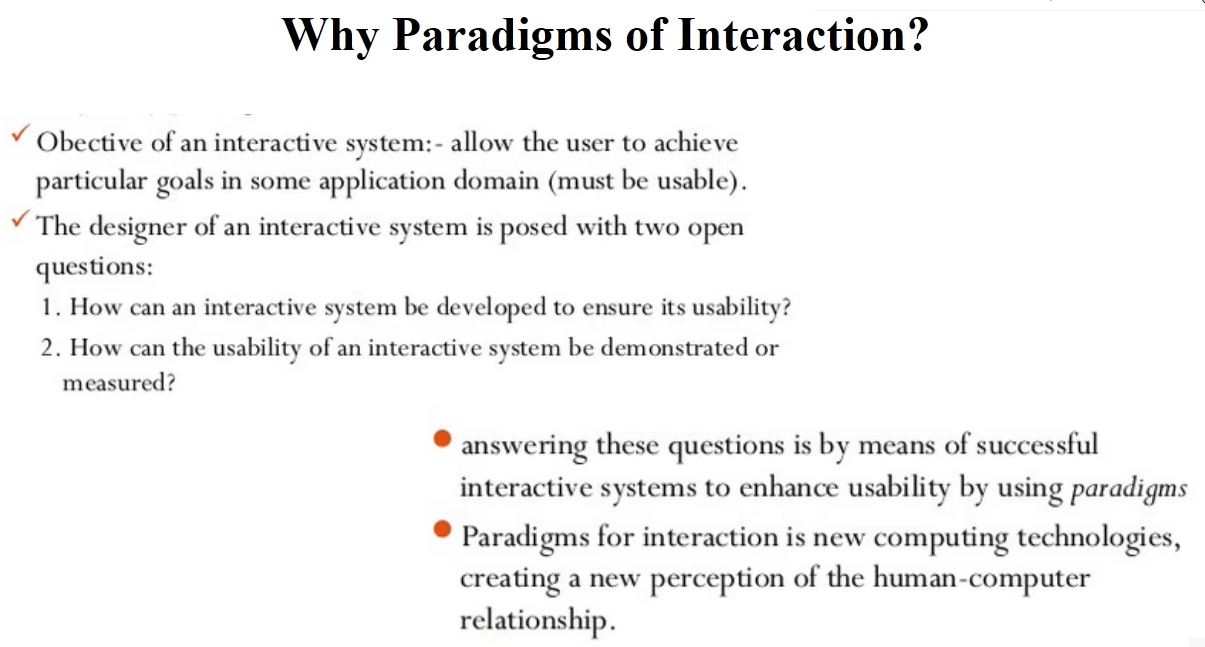 Why Paradigms of Interaction?
✓ Obective of an interactive system:- allow the user to achieve
particular goals in some application domain (must be usable).
✓ The designer of an interactive system is posed with two open
questions:
1. How can an interactive system be developed to ensure its usability?
2. How can the usability of an interactive system be demonstrated or
measured?
● answering these questions is by means of successful
interactive systems to enhance usability by using paradigms
● Paradigms for interaction is new computing technologies,
creating a new perception of the human-computer
relationship.